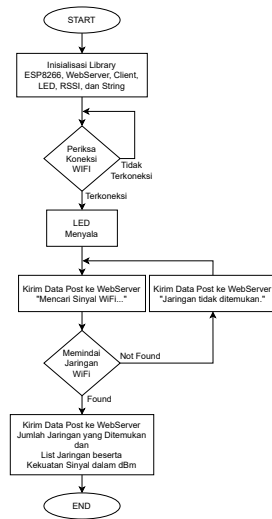 START
Inisialisasi Library
ESP8266, WebServer, Client,
LED, RSSI, dan String
Periksa
Koneksi
WIFI
Tidak
Terkoneksi
Terkoneksi
LED
Menyala
Kirim Data Post ke WebServer
"Mencari Sinyal WiFi..."
Kirim Data Post ke WebServer
"Jaringan tidak ditemukan."
Memindai
Jaringan
WiFi
Not Found
Found
Kirim Data Post ke WebServer
Jumlah Jaringan yang Ditemukan
dan
List Jaringan beserta
Kekuatan Sinyal dalam dBm
END